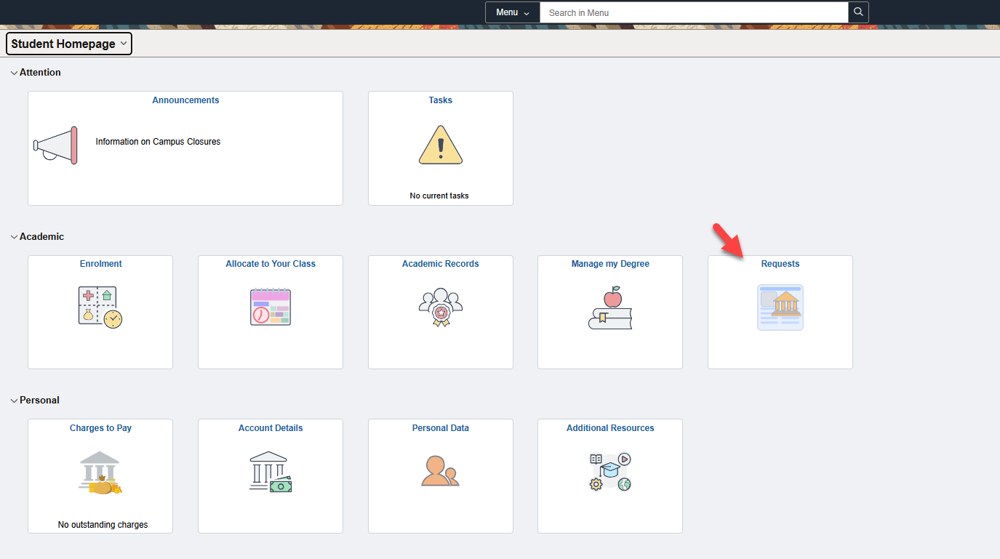 Menu
Search in Menu
Student Homepage
Attention
Announcements
Information on Campus Closures
Tasks
No current tasks
Academic
Enrolment
Allocate to Your Class
Academic Records
Manage my Degree
Requests
Personal
Charges to Pay
No outstanding charges
Account Details
Personal Data
Additional Resources